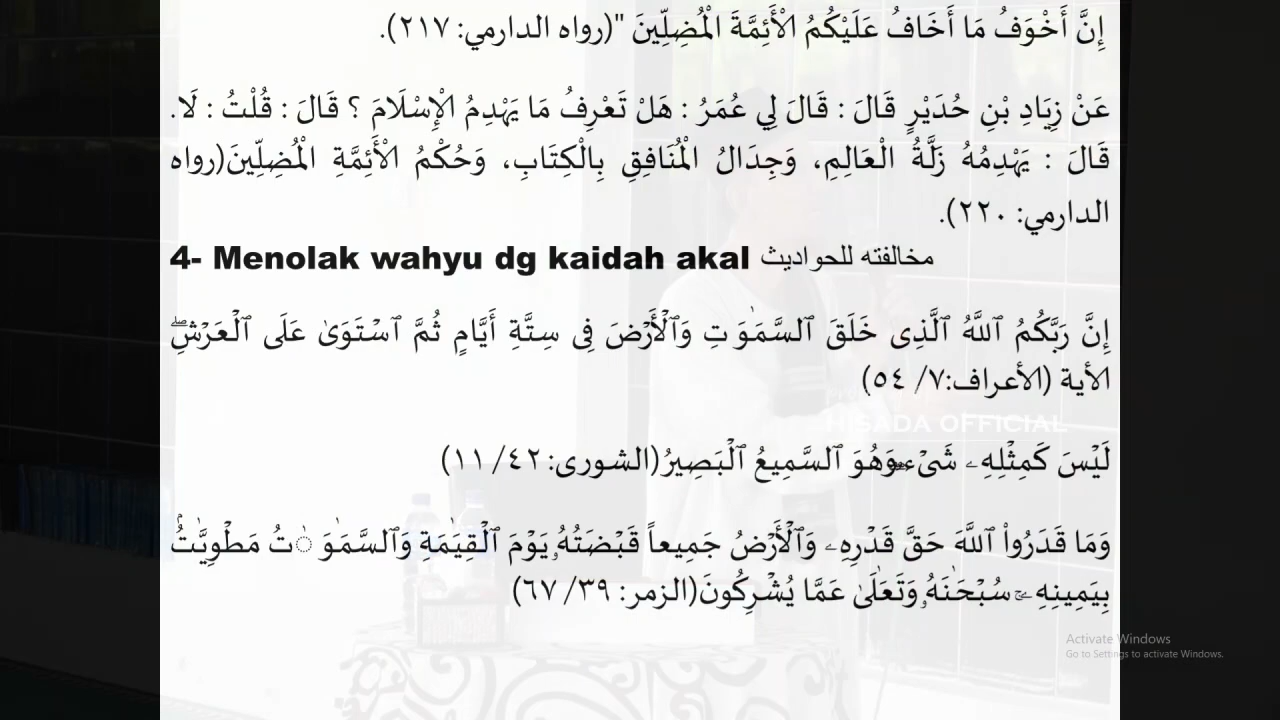 إِنَّ أَخْوَفُ مَا أَخَافُ عَلَيْكُمُ الْأَئِمَّةَ الْمُضِلِّينَ "(رواه الدارمي: ٢١٧).
عَنْ زِيَادِ بْنِ حُدَيْرٍ قَالَ : قَالَ لِي عُمَرُ : هَلْ تَعْرِفُ مَا يَهْدِمُ الْإِسْلَامَ ؟ قَالَ : قُلْتُ : لَا.
قَالَ : يَهْدِمُهُ زَلَّةُ الْعَالِمِ، وَجِدَالُ الْمُنَافِقِ بِالْكِتَابِ، وَحُكْمُ الْأَئِمَّةِ الْمُضِلِّينَ(رواه
الدارمي: ٢٢٠).
4- Menolak wahyu dg kaidah akal مخالفته للحواديث
إِنَّ رَبَّكُمُ ٱللَّهُ ٱلَّذِى خَلَقَ ٱلسَّمَٰوَٰتِ وَٱلْأَرْضَ فِى سِتَّةِ أَيَّامٍ ثُمَّ ٱسْتَوَىٰ عَلَى ٱلْعَرْشِۖ
الأية (الأعراف:٧/ ٥٤)
HISADA OFFICIAL
لَيْسَ كَمِثْلِهِۦ شَىْءٌۖ وَهُوَ ٱلسَّمِيعُ ٱلْبَصِيرُ(الشورى: ٤٢/ ١١)
وَمَا قَدَرُوا۟ ٱللَّهَ حَقَّ قَدْرِهِۦ وَٱلْأَرْضُ جَمِيعاً قَبْضَتُهُۥ يَوْمَ ٱلْقِيَٰمَةِ وَٱلسَّمَٰوَٰتُ مَطْوِيَّٰتٌۢ
بِيَمِينِهِۦۚ سُبْحَٰنَهُۥ وَتَعَٰلَىٰ عَمَّا يُشْرِكُونَ(الزمر: ٣٩/ ٦٧)
Activate Windows
Go to Settings to activate Windows.